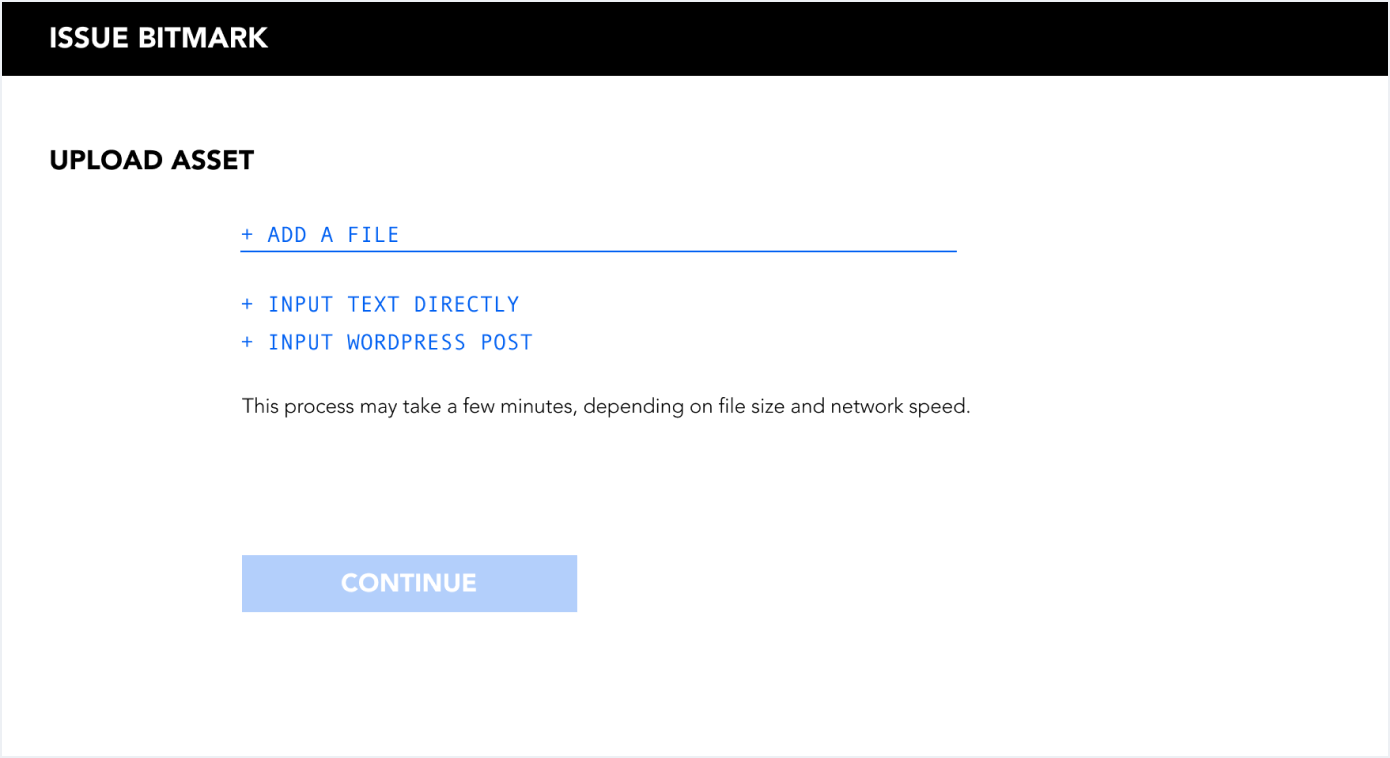 ISSUE BITMARK
UPLOAD ASSET
+ ADD A FILE
+ INPUT TEXT DIRECTLY
+ INPUT WORDPRESS POST
This process may take a few minutes, depending on file size and network speed.
CONTINUE